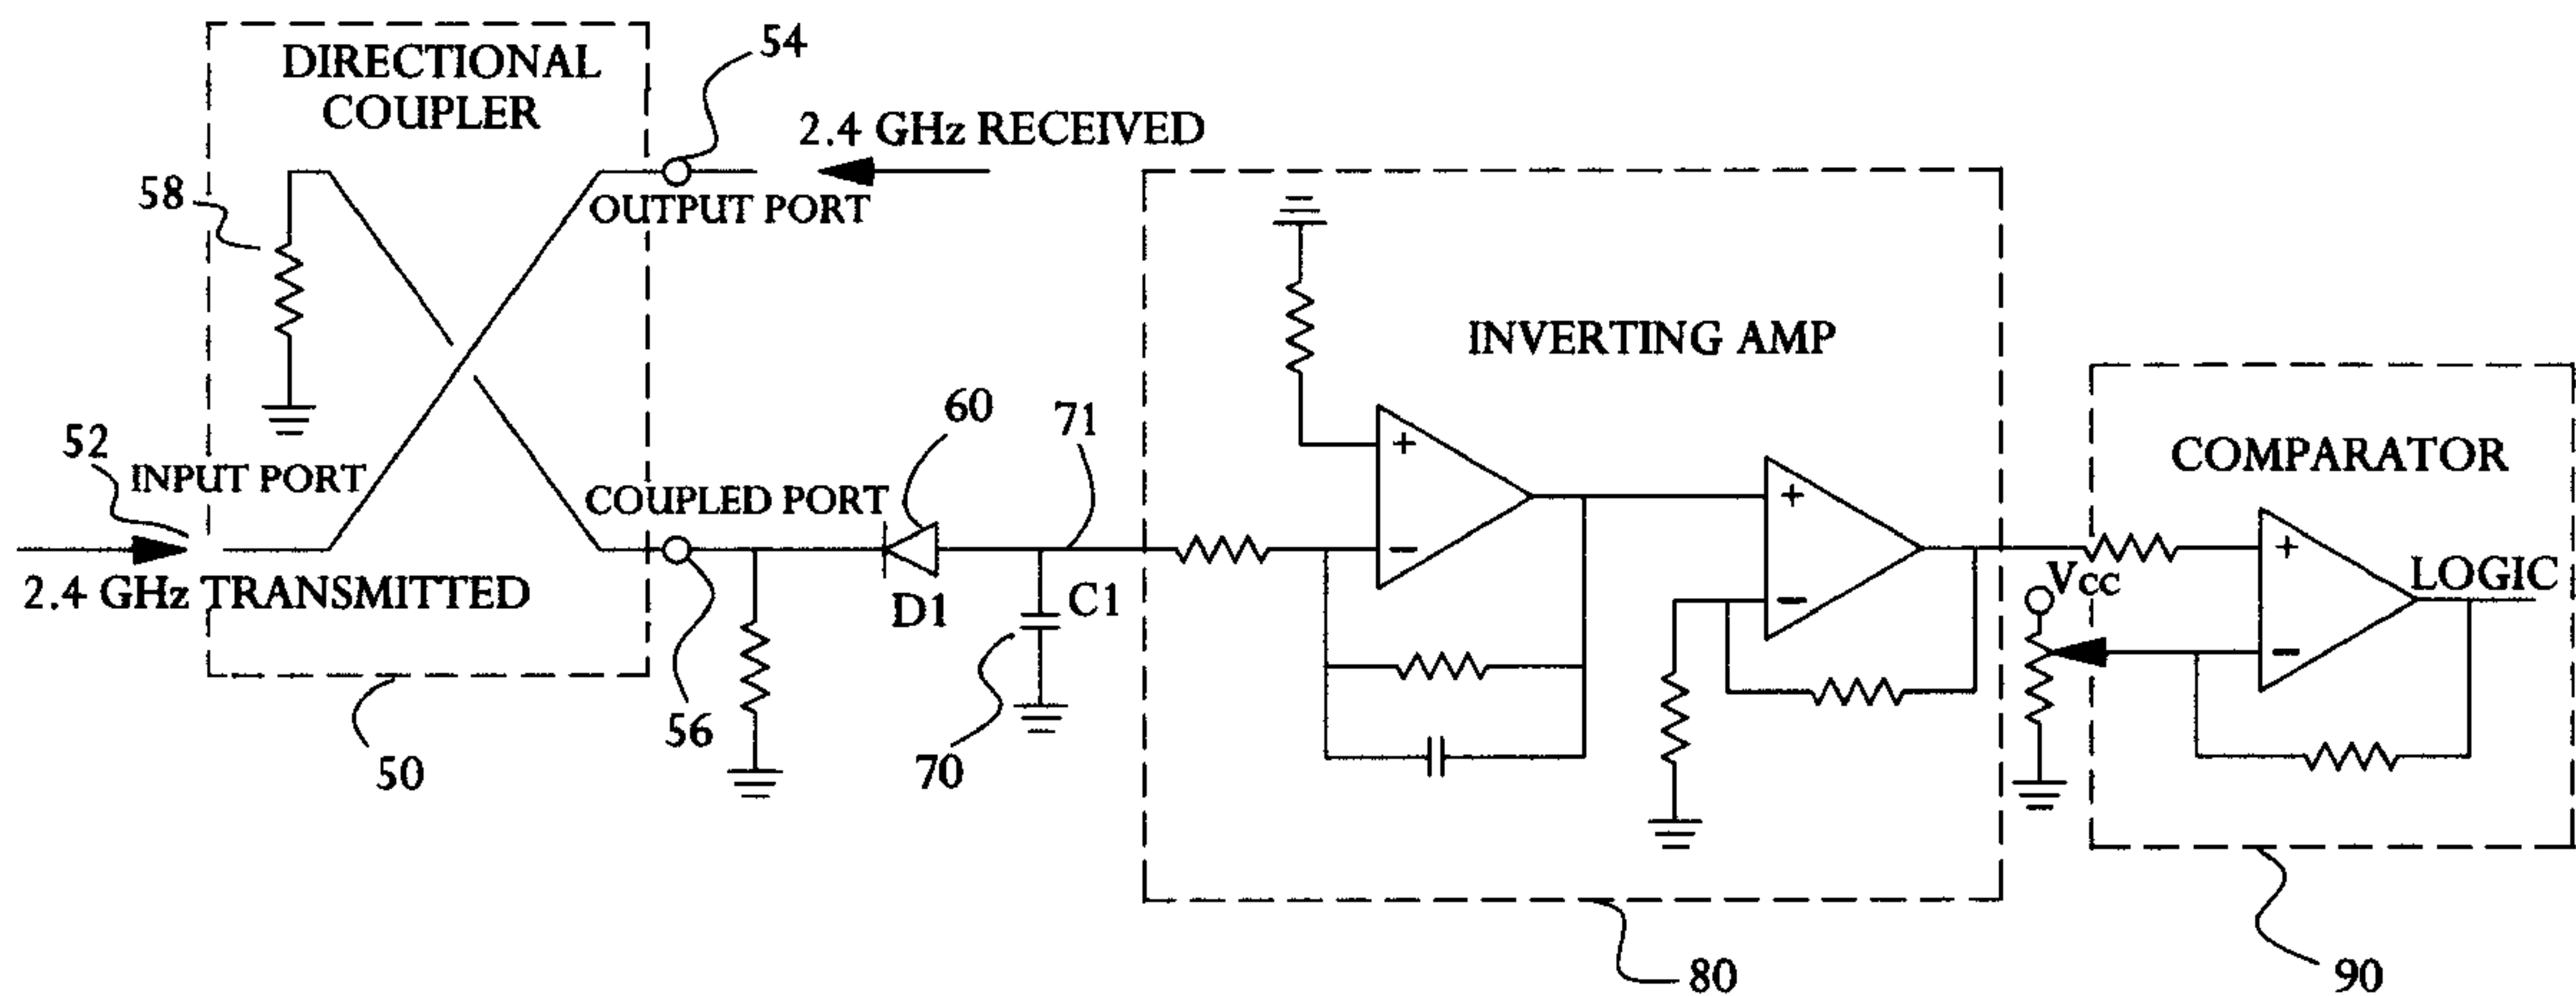 DIRECTIONAL
COUPLER
54
2.4 GHz RECEIVED
58
OUTPUT PORT
INVERTING AMP
+
60
71
52
INPUT PORT
COUPLED PORT
COMPARATOR
+
+
−
D1
C1
2.4 GHz TRANSMITTED
−
VCC
LOGIC
−
56
70
50
80
90